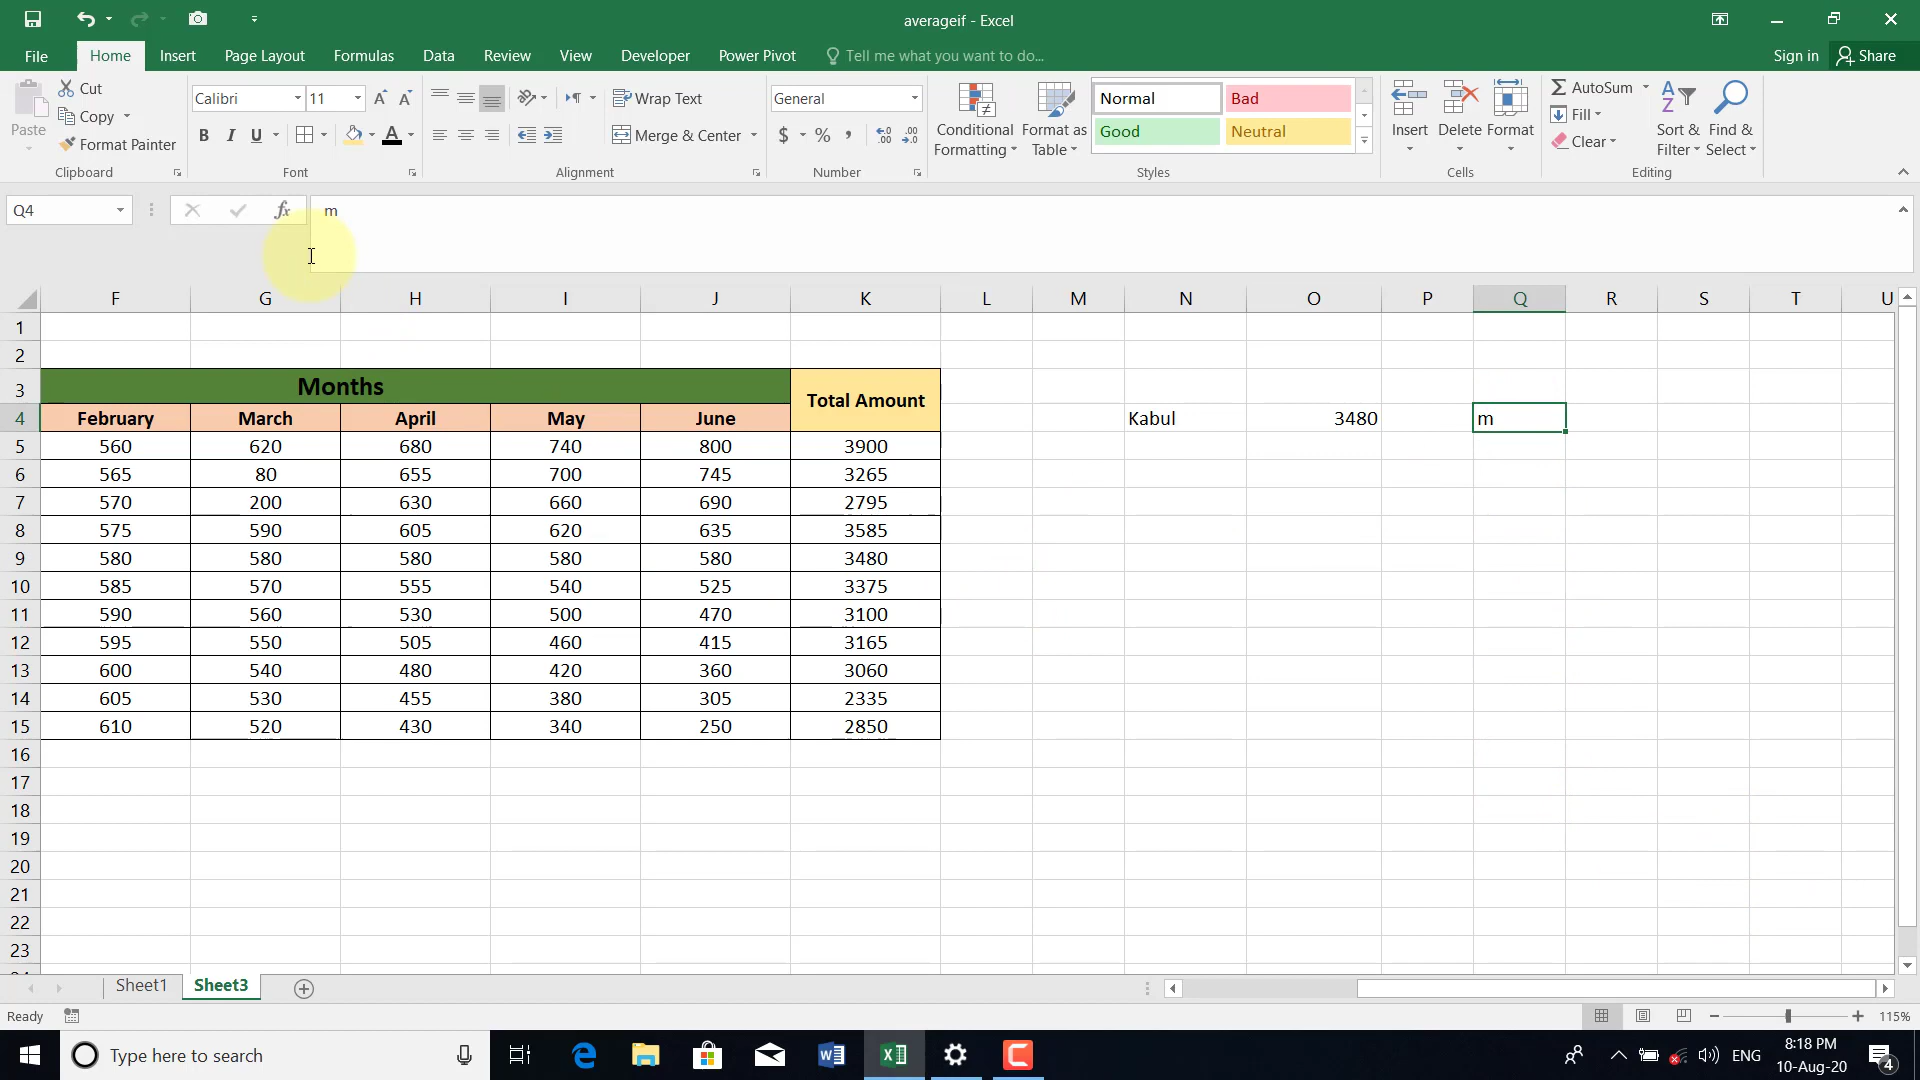 averageif - Excel
File Home Insert Page Layout Formulas Data Review View Developer Power Pivot Tell me what you want to do... Sign in Share
Paste Cut Copy Format Painter
Clipboard
Calibri 11
B I U
Font
Wrap Text
Merge & Center
Alignment
General
$ % ,
Number
Conditional Formatting
Format as Table
Normal Bad
Good Neutral
Styles
Insert Delete Format
Cells
AutoSum
Fill
Clear
Sort & Filter
Find & Select
Editing
Q4 fx m
F G H I J K L M N O P Q R S T U
1
2
3 Months Total Amount
4 February March April May June Kabul 3480 m
5 560 620 680 740 800 3900
6 565 80 655 700 745 3265
7 570 200 630 660 690 2795
8 575 590 605 620 635 3585
9 580 580 580 580 580 3480
10 585 570 555 540 525 3375
11 590 560 530 500 470 3100
12 595 550 505 460 415 3165
13 600 540 480 420 360 3060
14 605 530 455 380 305 2335
15 610 520 430 340 250 2850
16
17
18
19
20
21
22
23
Sheet1 Sheet3
Ready 115%
Type here to search ENG 8:18 PM
10-Aug-20 4